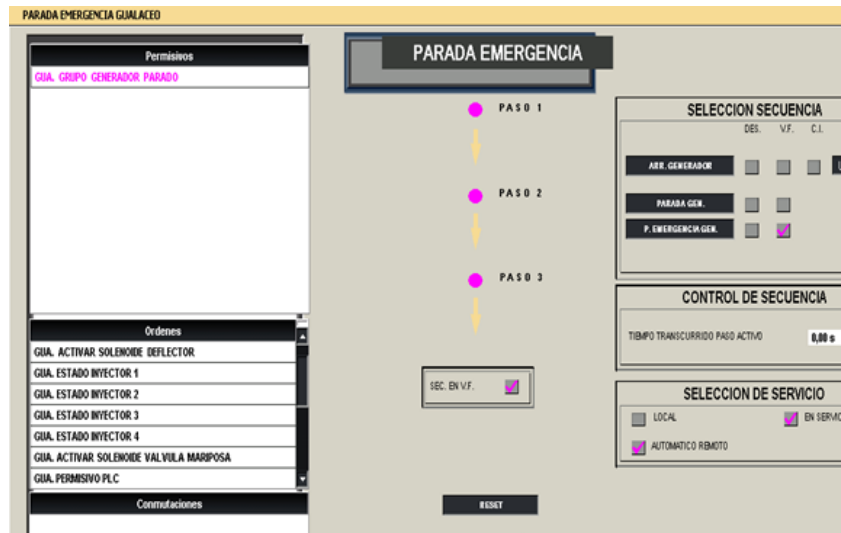 PARADA EMERGENCIA GUALACEO
Permisivos
GUA. GRUPO GENERADOR PARADO
Ordenes
GUA. ACTIVAR SOLENOIDE DEFLECTOR
GUA. ESTADO INYECTOR 1
GUA. ESTADO INYECTOR 2
GUA. ESTADO INYECTOR 3
GUA. ESTADO INYECTOR 4
GUA. ACTIVAR SOLENOIDE VALVULA MARIPOSA
GUA. PERMISIVO PLC
Conmutaciones
PARADA EMERGENCIA
PASO 1
PASO 2
PASO 3
SEC. EN V.F.
RESET
SELECCION SECUENCIA
DES. V.F. C.I.
ARR. GENERADOR
PARADA GEN.
P. EMERGENCIA GEN.
CONTROL DE SECUENCIA
TIEMPO TRANSCURRIDO PASO ACTIVO 0,00 s
SELECCION DE SERVICIO
LOCAL EN SERVIC
AUTOMATICO REMOTO